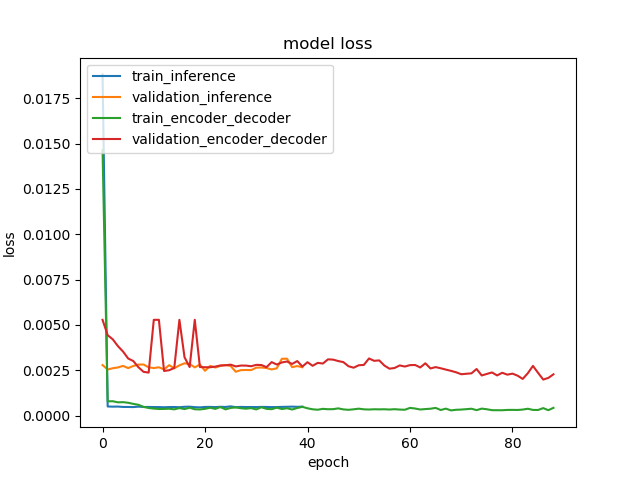 model loss
train_inference
validation_inference
train_encoder_decoder
validation_encoder_decoder
loss
0.0175
0.0150
0.0125
0.0100
0.0075
0.0050
0.0025
0.0000
0 20 40 60 80
epoch